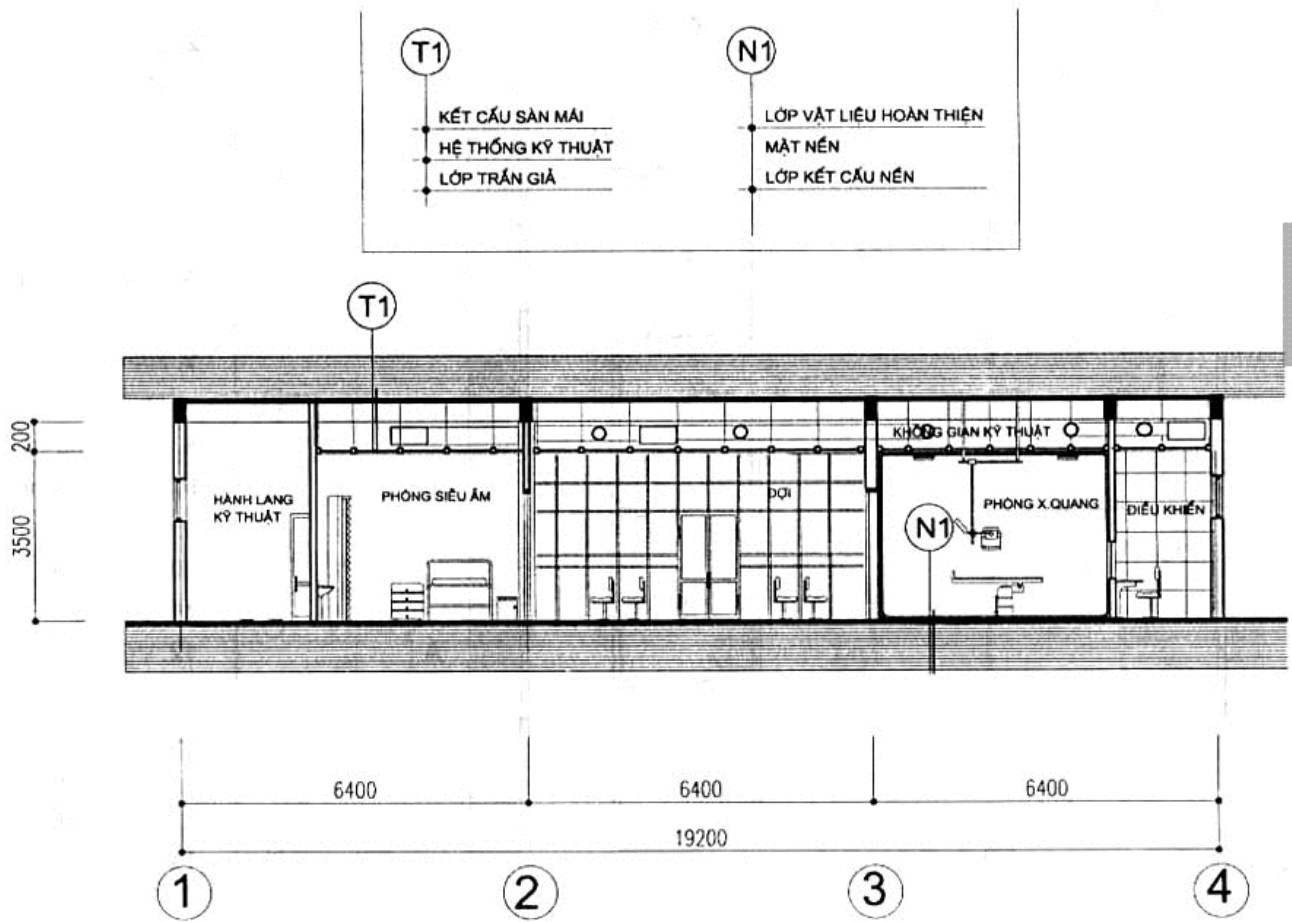 T1
N1
KẾT CẤU SÀN MÁI
LỚP VẬT LIỆU HOÀN THIỆN
HỆ THỐNG KỸ THUẬT
MẶT NỀN
LỚP TRẦN GIẢ
LỚP KẾT CẤU NỀN
T1
200
KHÔNG GIAN KỸ THUẬT
HÀNH LANG
KỸ THUẬT
PHÒNG SIÊU ÂM
ĐỢI
PHÒNG X.QUANG
ĐIỀU KHIỂN
N1
3500
6400
6400
6400
19200
1
2
3
4